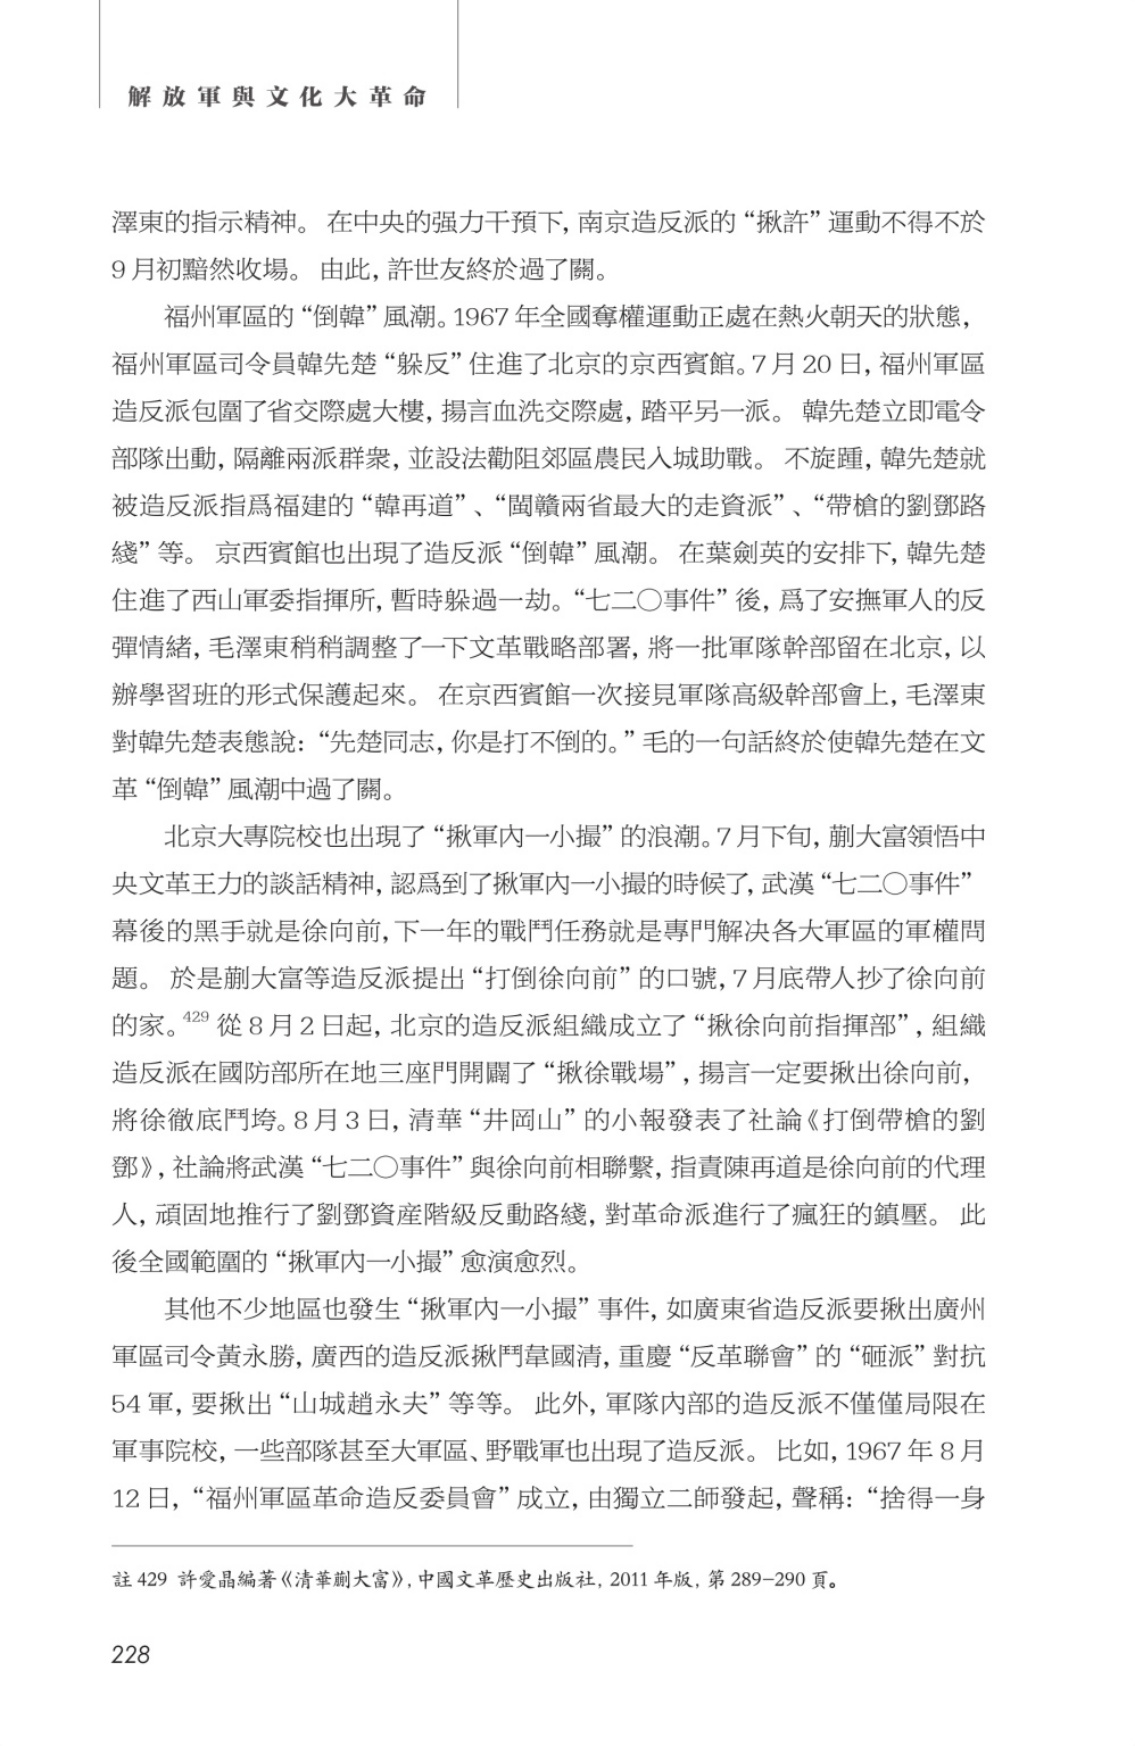 解放軍與文化大革命
澤東的指示精神。 在中央的强力干預下, 南京造反派的 “揪許” 運動不得不於
9 月初黯然收場。 由此, 許世友終於過了關。
福州軍區的 “倒韓” 風潮。1967 年全國奪權運動正處在熱火朝天的狀態,
福州軍區司令員韓先楚 “躲反” 住進了北京的京西賓館。7 月 20 日, 福州軍區
造反派包圍了省交際處大樓, 揚言血洗交際處, 踏平另一派。 韓先楚立即電令
部隊出動, 隔離兩派群衆, 並設法勸阻郊區農民入城助戰。 不旋踵, 韓先楚就
被造反派指爲福建的 “韓再道” 、“閩贛兩省最大的走資派” 、“帶槍的劉鄧路
綫” 等。 京西賓館也出現了造反派 “倒韓” 風潮。 在葉劍英的安排下, 韓先楚
住進了西山軍委指揮所, 暫時躲過一劫。“七二〇事件” 後, 爲了安撫軍人的反
彈情緒, 毛澤東稍稍調整了一下文革戰略部署, 將一批軍隊幹部留在北京, 以
辦學習班的形式保護起來。 在京西賓館一次接見軍隊高級幹部會上, 毛澤東
對韓先楚表態說: “先楚同志, 你是打不倒的。” 毛的一句話終於使韓先楚在文
革 “倒韓” 風潮中過了關。
北京大專院校也出現了 “揪軍內一小撮” 的浪潮。7 月下旬, 蒯大富領悟中
央文革王力的談話精神, 認爲到了揪軍內一小撮的時候了, 武漢 “七二〇事件”
幕後的黑手就是徐向前, 下一年的戰鬥任務就是專門解决各大軍區的軍權問
題。 於是蒯大富等造反派提出 “打倒徐向前” 的口號, 7 月底帶人抄了徐向前
的家。429 從 8 月 2 日起, 北京的造反派組織成立了 “揪徐向前指揮部” , 組織
造反派在國防部所在地三座門開闢了 “揪徐戰場” , 揚言一定要揪出徐向前,
將徐徹底鬥垮。8 月 3 日, 清華 “井岡山” 的小報發表了社論《打倒帶槍的劉
鄧》, 社論將武漢 “七二〇事件” 與徐向前相聯繫, 指責陳再道是徐向前的代理
人, 頑固地推行了劉鄧資産階級反動路綫, 對革命派進行了瘋狂的鎮壓。 此
後全國範圍的 “揪軍內一小撮” 愈演愈烈。
其他不少地區也發生 “揪軍內一小撮” 事件, 如廣東省造反派要揪出廣州
軍區司令黃永勝, 廣西的造反派揪鬥韋國清, 重慶 “反革聯會” 的 “砸派” 對抗
54 軍, 要揪出 “山城趙永夫” 等等。 此外, 軍隊內部的造反派不僅僅局限在
軍事院校, 一些部隊甚至大軍區、野戰軍也出現了造反派。 比如, 1967 年 8 月
12 日, “福州軍區革命造反委員會” 成立, 由獨立二師發起, 聲稱: “捨得一身
註 429 許愛晶編著《清華蒯大富》, 中國文革歷史出版社, 2011 年版, 第 289–290 頁。
228